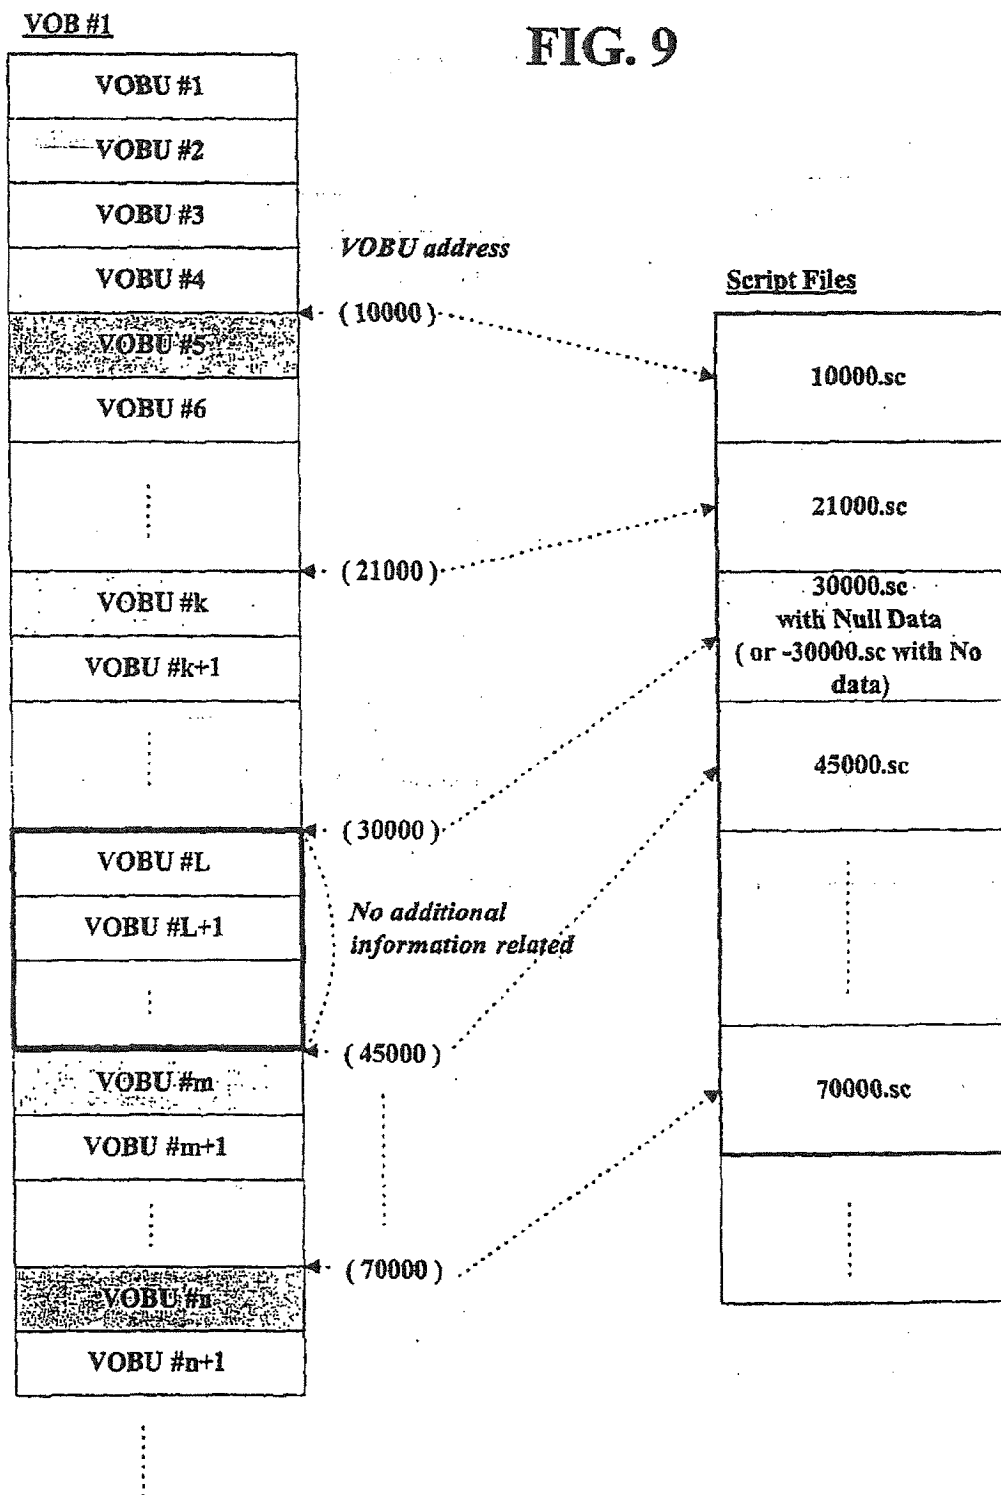 VOB #1
FIG. 9
VOBU #1
VOBU #2
VOBU #3
VOBU #4
VOBU #5
VOBU #6
VOBU #k
VOBU #k+1
VOBU #L
VOBU #L+1
VOBU #m
VOBU #m+1
VOBU #n
VOBU #n+1
VOBU address
( 10000 )
( 21000 )
( 30000 )
No additional
information related
( 45000 )
( 70000 )
Script Files
10000.sc
21000.sc
30000.sc
with Null Data
( or -30000.sc with No
data)
45000.sc
70000.sc